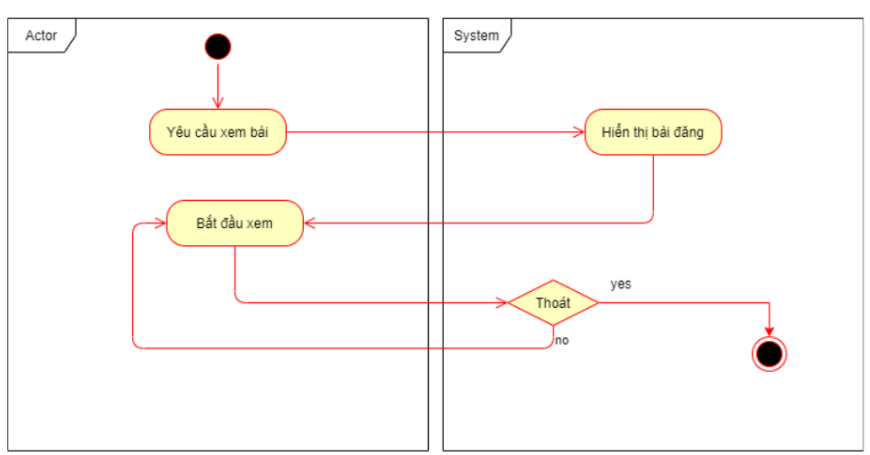 Actor
System
Yêu cầu xem bài
Hiển thị bài đăng
Bắt đầu xem
yes
Thoát
no